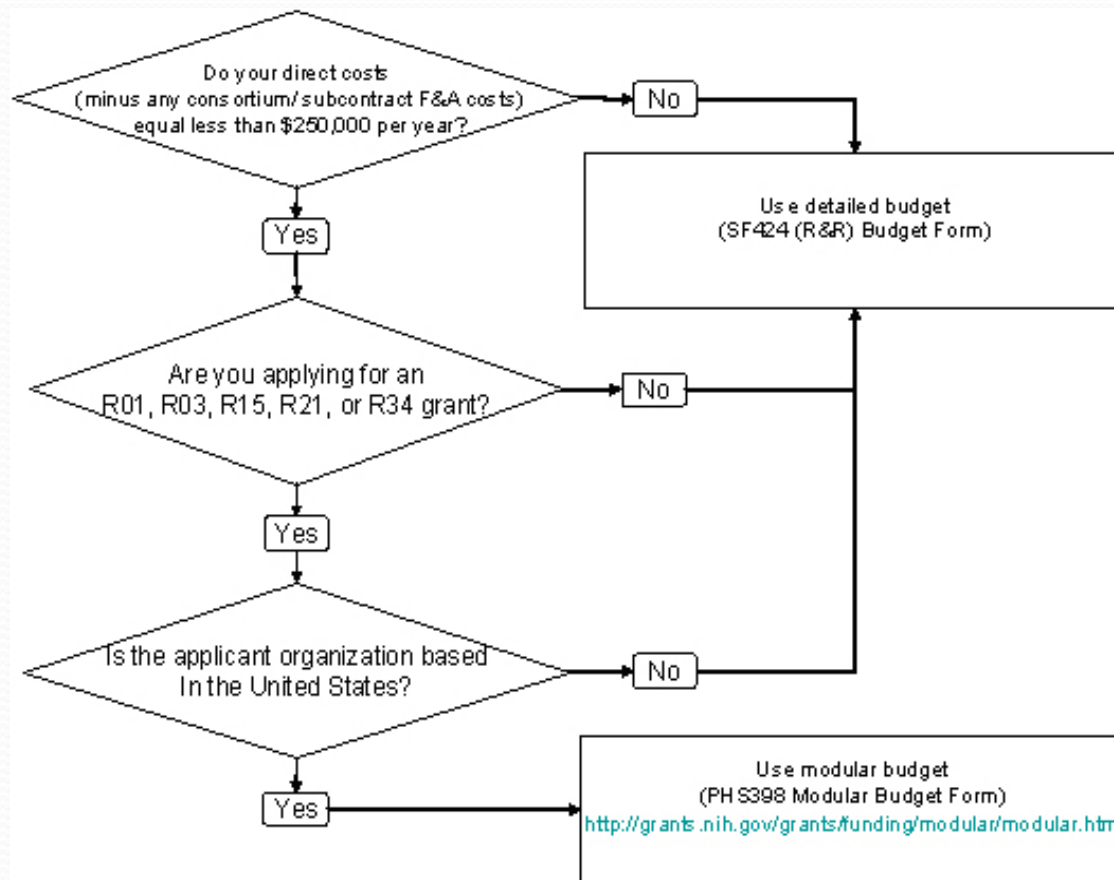 Do your direct costs
(minus any consortium/subcontract F&A costs)
equal less than $250,000 per year?
No
Use detailed budget
(SF424 (R&R) Budget Form)
Yes
Are you applying for an
R01, R03, R15, R21, or R34 grant?
No
Yes
Is the applicant organization based
In the United States?
No
Yes
Use modular budget
(PHS398 Modular Budget Form)
http://grants.nih.gov/grants/funding/modular/modular.htm